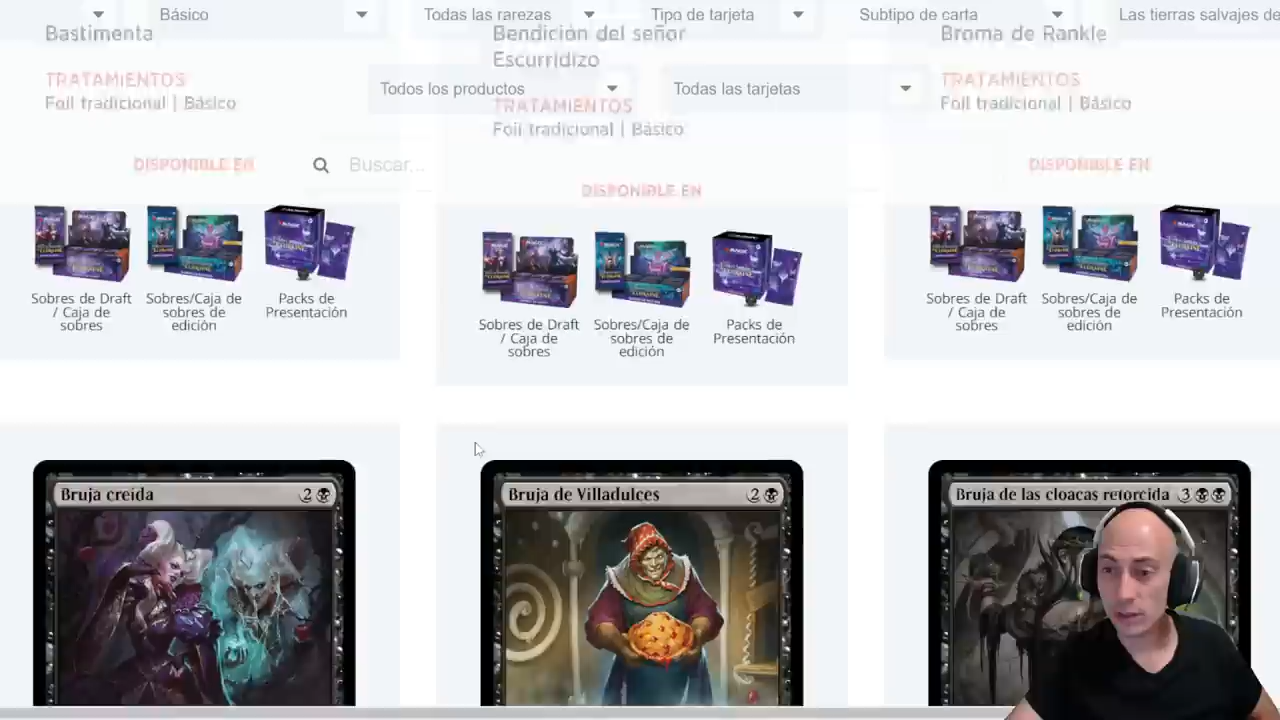 Básico
Todas las rarezas
Tipo de tarjeta
Subtipo de carta
Las tierras salvajes de
Bastimenta
Bendición del señor
Escurridizo
Broma de Rankle
TRATAMIENTOS
Foil tradicional | Básico
Todos los productos
Todas las tarjetas
TRATAMIENTOS
Foil tradicional | Básico
TRATAMIENTOS
Foil tradicional | Básico
DISPONIBLE EN
Buscar...
DISPONIBLE EN
DISPONIBLE EN
Sobres de Draft
/ Caja de
sobres
Sobres/Caja de
sobres de
edición
Packs de
Presentación
Sobres de Draft
/ Caja de
sobres
Sobres/Caja de
sobres de
edición
Packs de
Presentación
Sobres de Draft
/ Caja de
sobres
Sobres/Caja de
sobres de
edición
Packs de
Presentación
Bruja creída 2
Bruja de Villadulces 2
Bruja de las cloacas retorcida 3